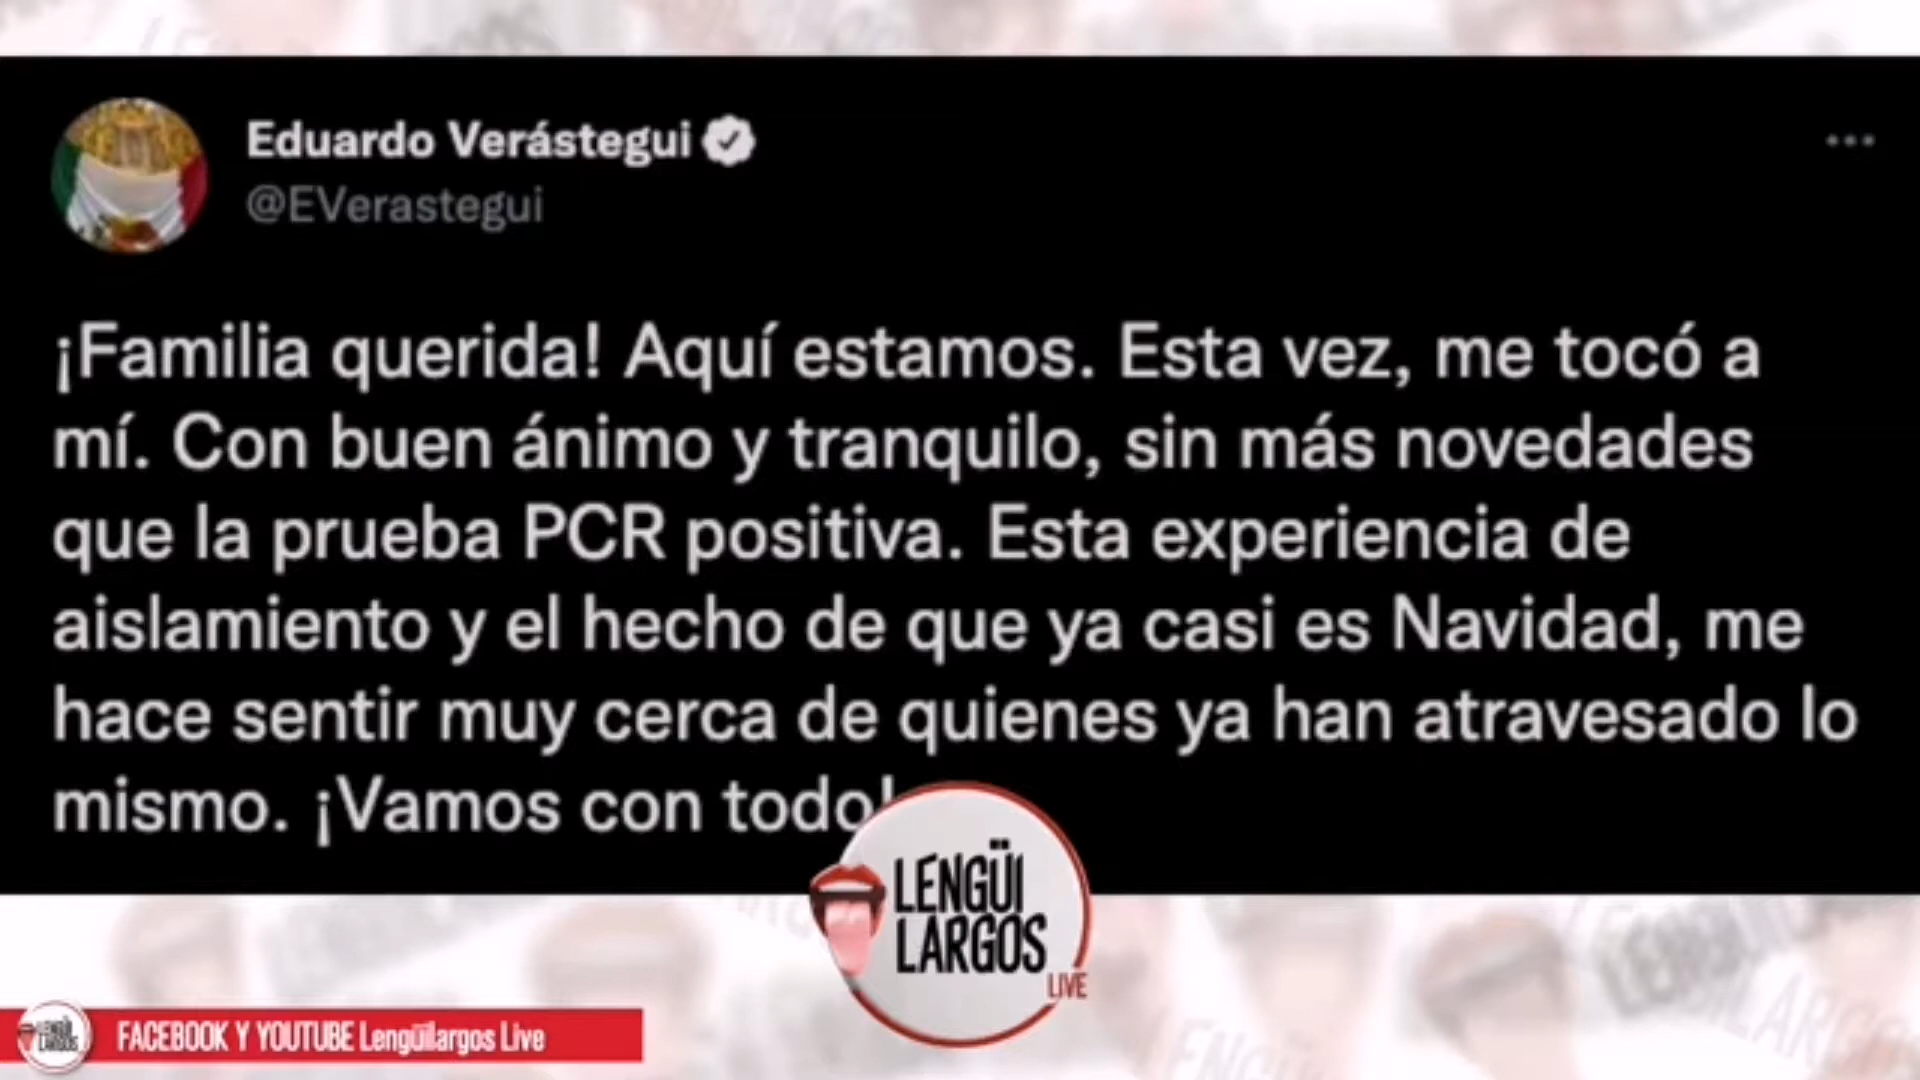 Eduardo Verástegui
@EVerastegui
¡Familia querida! Aquí estamos. Esta vez, me tocó a
mí. Con buen ánimo y tranquilo, sin más novedades
que la prueba PCR positiva. Esta experiencia de
aislamiento y el hecho de que ya casi es Navidad, me
hace sentir muy cerca de quienes ya han atravesado lo
mismo. ¡Vamos con todo!
LENGÜI
LARGOS
LIVE
LENGÜI
LARGOS
FACEBOOK Y YOUTUBE Lengüilargos Live